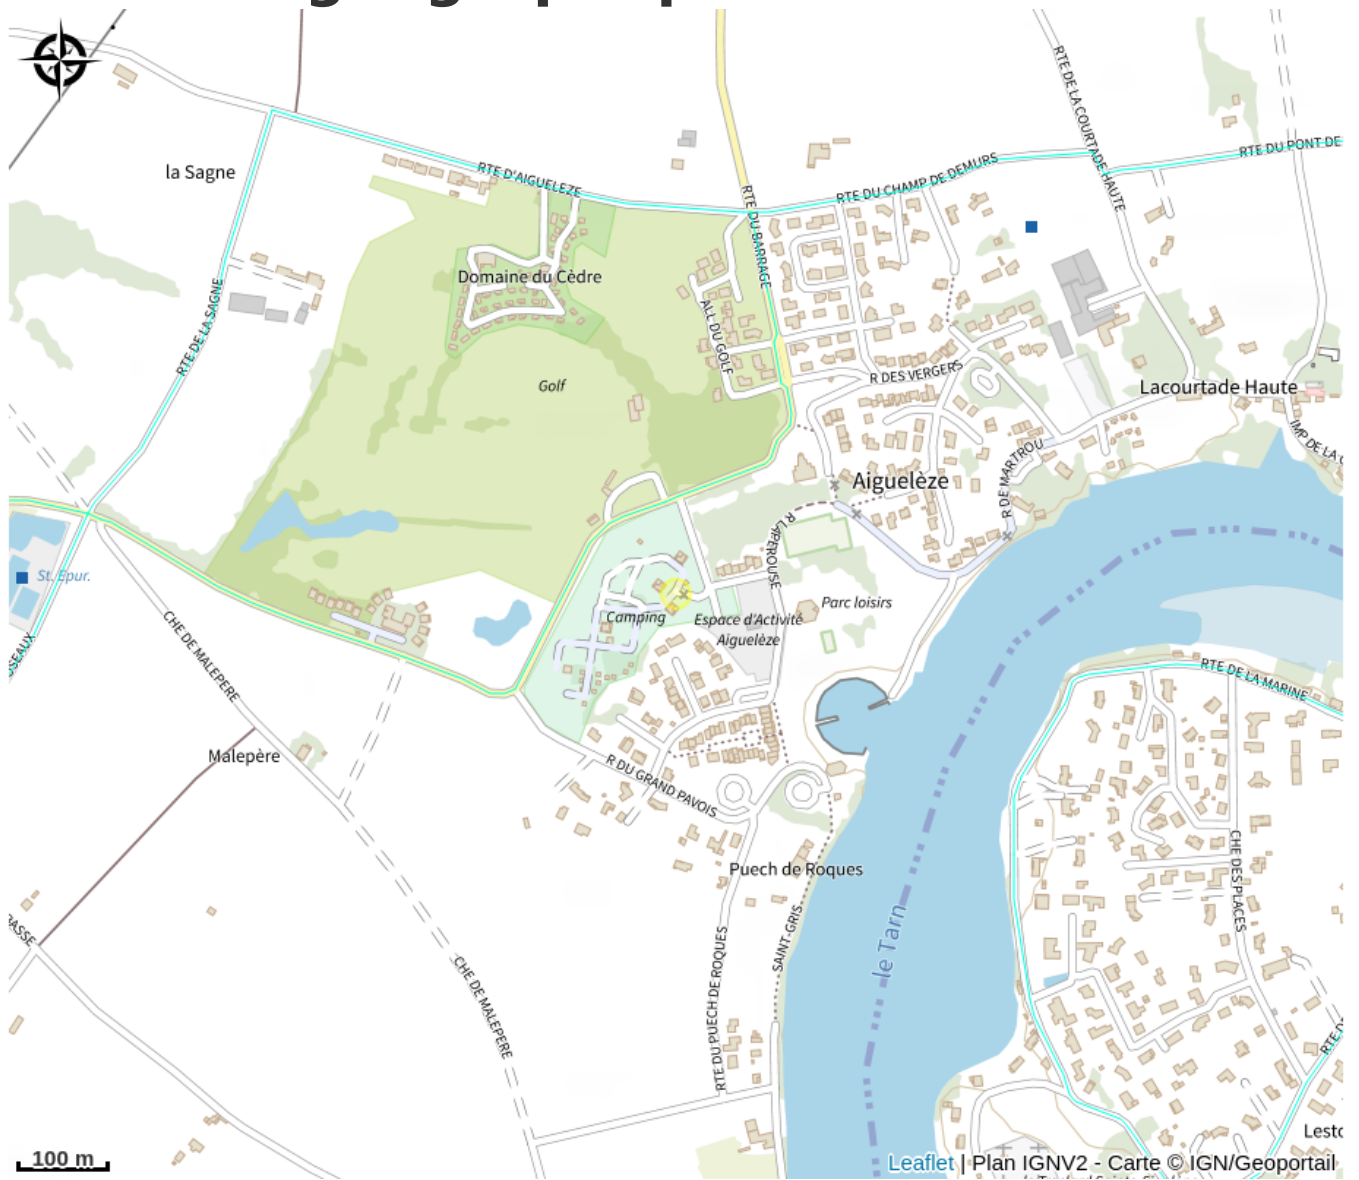 la Sagne
RTE D'AIGUELEZE
RTE DU BARRAGE
RTE DU CHAMP DE DEMURS
RTE DE LA COURTADE HAUTE
RTE DU PONT DE
Domaine du Cèdre
RTE DE LA SAGNE
ALL DU GOLF
Golf
R DES VERGERS
Lacourtade Haute
IMP DE LA
Aiguelèze
R DE MARTROU
R LAPEROUSE
St. Epur.
Camping
Espace d'Activité
Aiguelèze
Parc loisirs
CHE DE MALEPERE
RTE DE LA MARINE
Malepère
R DU GRAND PAVOIS
Puech de Roques
CHE DES PLACES
le Tarn
SAINT-GRIS
RTE DU PUECH DE ROQUES
CHE DE MALEPERE
100 m
Leaflet | Plan IGNV2 - Carte © IGN/Geoportail